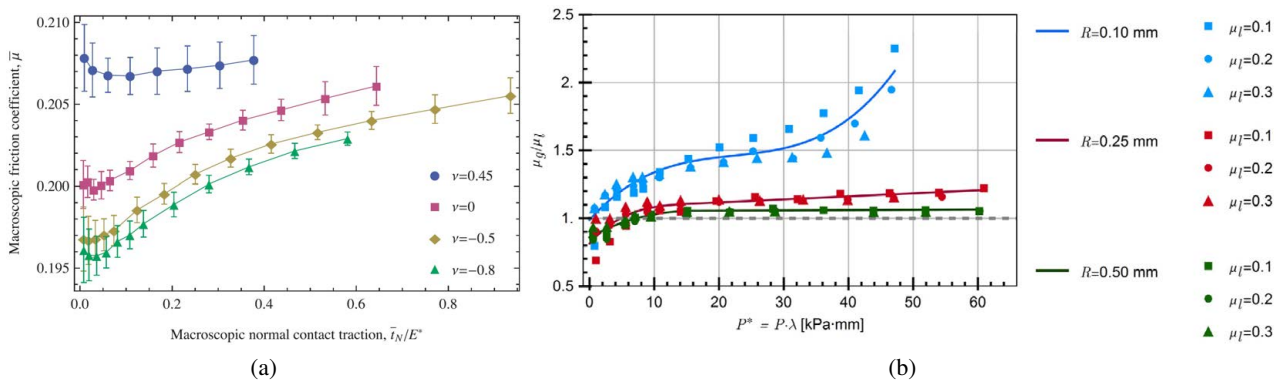 0.210
0.205
0.200
0.195
Macroscopic friction coefficient, μ̄
ν=0.45
ν=0
ν=−0.5
ν=−0.8
0.0 0.2 0.4 0.6 0.8
Macroscopic normal contact traction, t̄N/E*
(a)
2.5
2.0
1.5
1
0.5
μg/μl
0 10 20 30 40 50 60
P* = P·λ [kPa·mm]
(b)
R=0.10 mm
μl=0.1
μl=0.2
μl=0.3
R=0.25 mm
μl=0.1
μl=0.2
μl=0.3
R=0.50 mm
μl=0.1
μl=0.2
μl=0.3